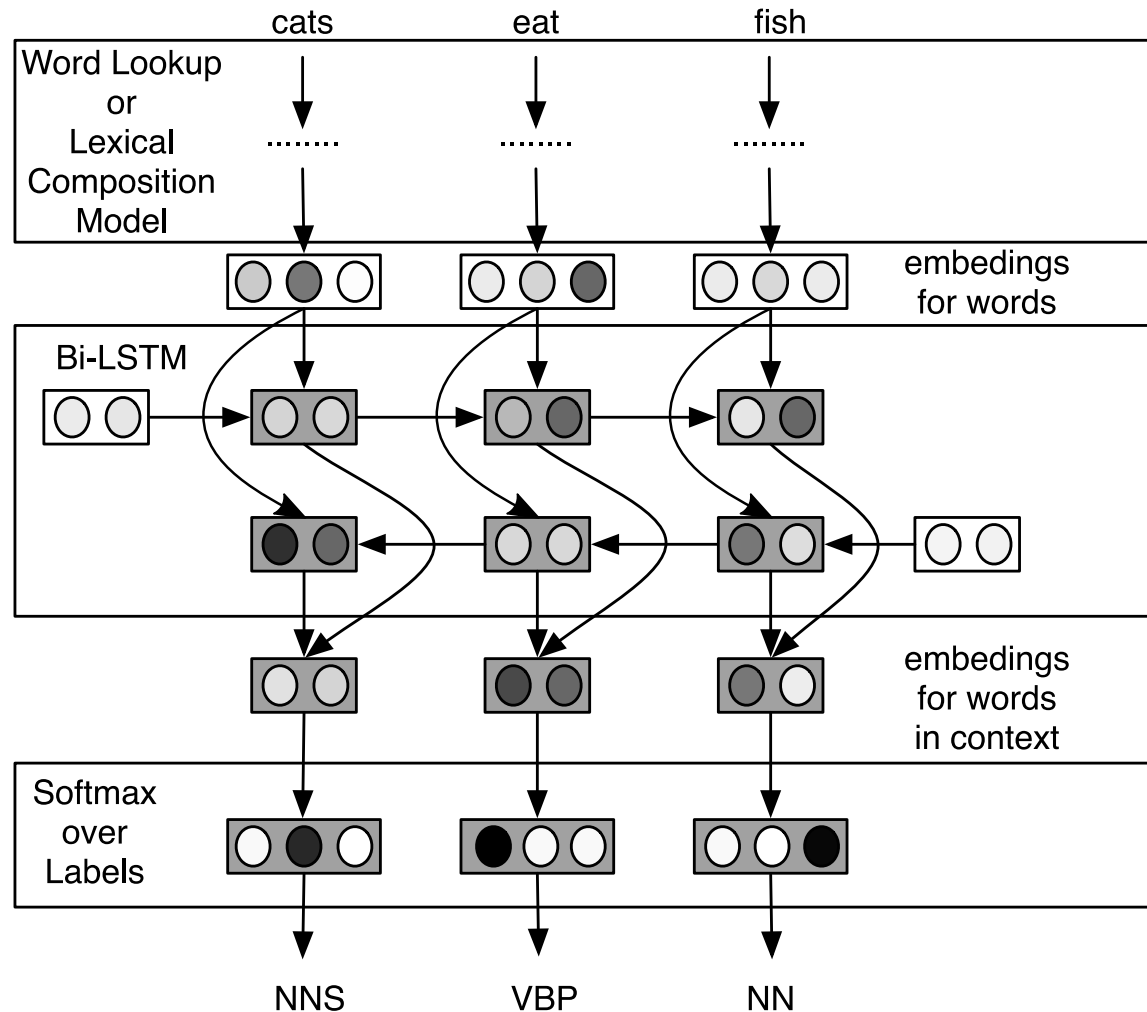 cats eat fish
Word Lookup
or
Lexical
Composition
Model
embedings
for words
Bi-LSTM
embedings
for words
in context
Softmax
over
Labels
NNS VBP NN